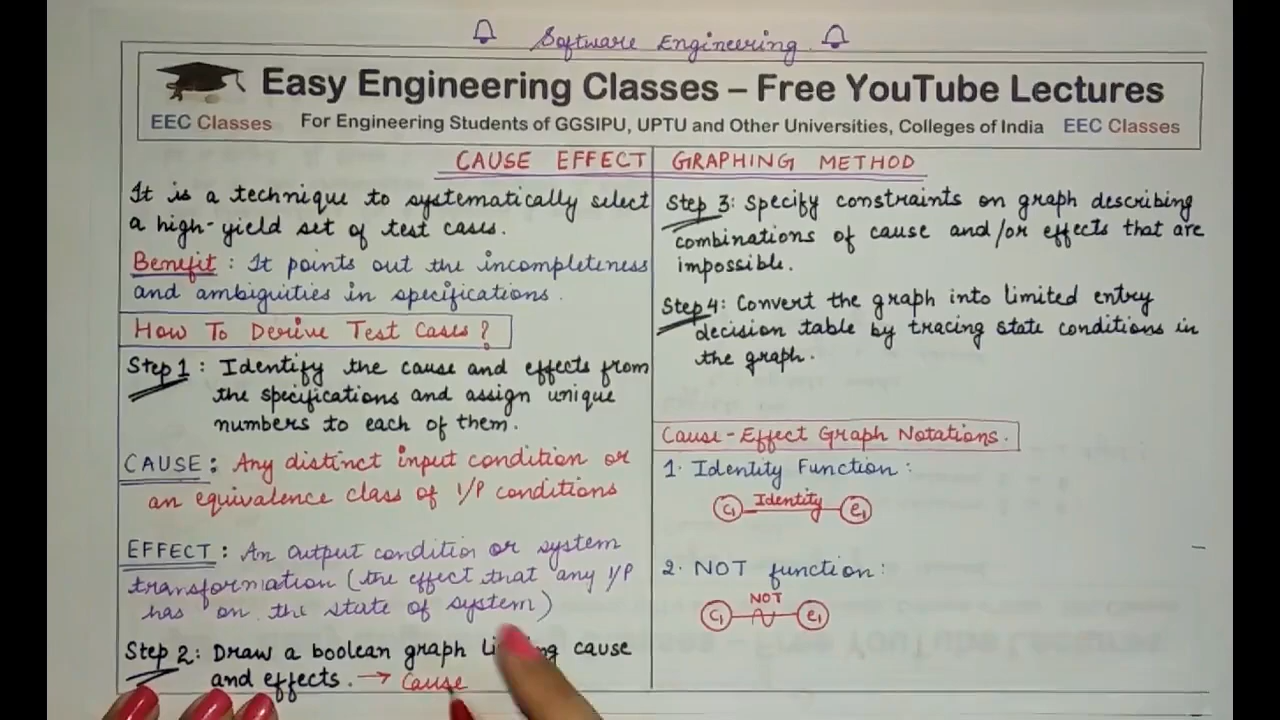 Software Engineering
Easy Engineering Classes – Free YouTube Lectures
EEC Classes For Engineering Students of GGSIPU, UPTU and Other Universities, Colleges of India EEC Classes
CAUSE EFFECT GRAPHING METHOD
It is a technique to systematically select
a high-yield set of test cases.
Benefit : It points out the incompleteness
and ambiguities in specifications.
How To Derive Test Cases?
Step 1 : Identify the cause and effects from
the specifications and assign unique
numbers to each of them.
CAUSE : Any distinct input condition or
an equivalence class of I/P conditions
EFFECT : An output condition or system
transformation (the effect that any I/P
has on the state of system)
Step 2 : Draw a boolean graph cause
and effects. → Cause
Step 3 : Specify constraints on graph describing
combinations of cause and/or effects that are
impossible.
Step 4 : Convert the graph into limited entry
decision table by tracing state conditions in
the graph.
Cause-Effect Graph Notations.
1. Identity Function :
C1 Identity e1
2. NOT function :
NOT
C1 e1